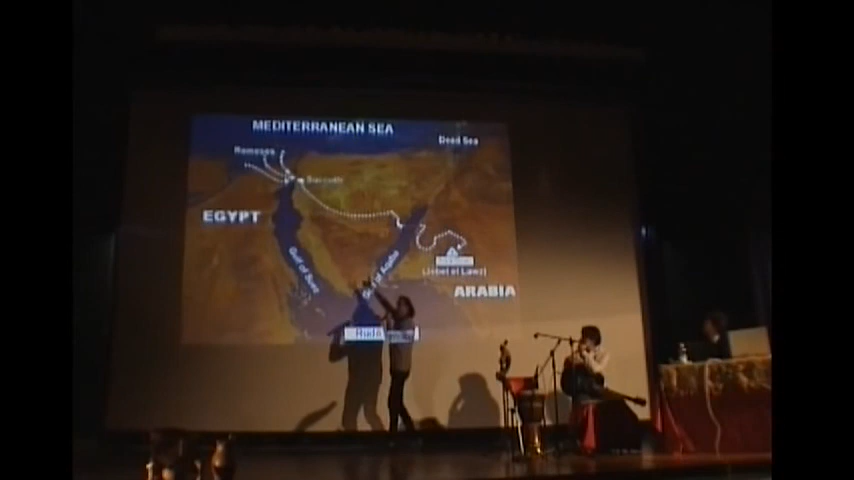 MEDITERRANEAN SEA
Dead Sea
Rameses
Succoth
EGYPT
Gulf of Suez
Gulf of Aqaba
(Jebel el Lawz)
ARABIA